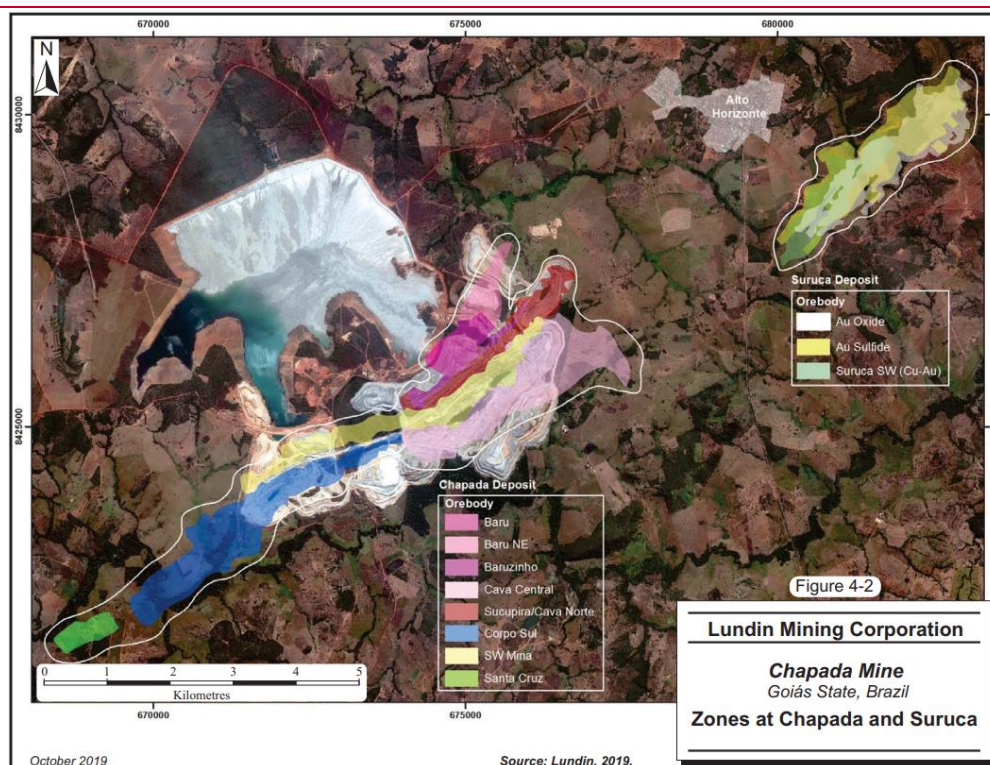 670000
675000
680000
N
8430000
8430000
Alto
Horizonte
Suruca Deposit
Orebody
Au Oxide
Au Sulfide
Suruca SW (Cu-Au)
8425000
8425000
Chapada Deposit
Orebody
Baru
Baru NE
Baruzinho
Cava Central
Sucupira/Cava Norte
Corpo Sul
SW Mina
Santa Cruz
Figure 4-2
Lundin Mining Corporation
Chapada Mine
Goiás State, Brazil
Zones at Chapada and Suruca
0 1 2 3 4 5
Kilometres
670000
675000
October 2019
Source: Lundin, 2019.